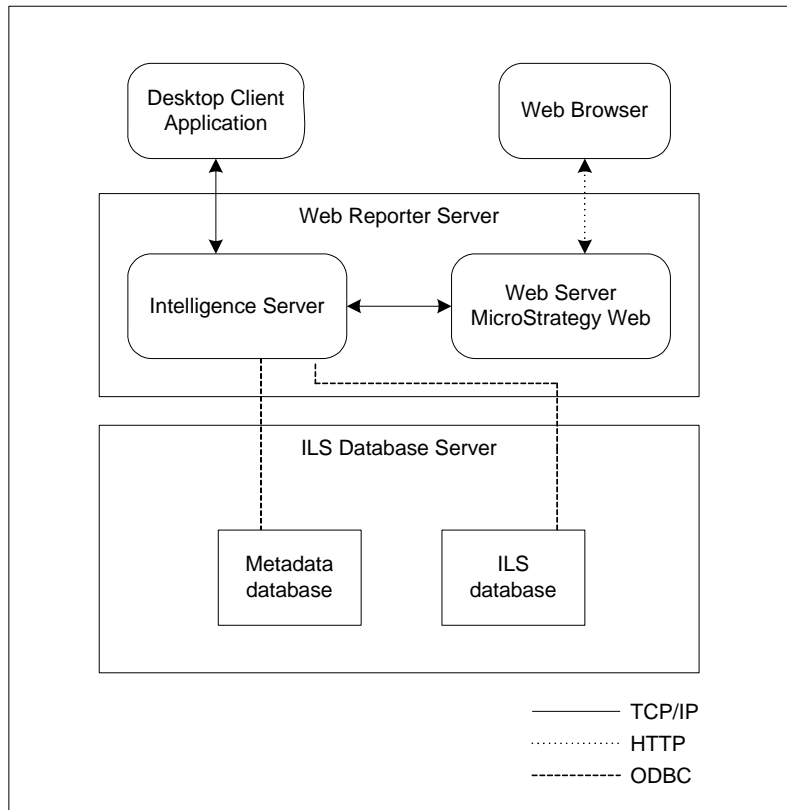 Desktop Client
Application
Web Browser
Web Reporter Server
Intelligence Server
Web Server
MicroStrategy Web
ILS Database Server
Metadata
database
ILS
database
TCP/IP
HTTP
ODBC